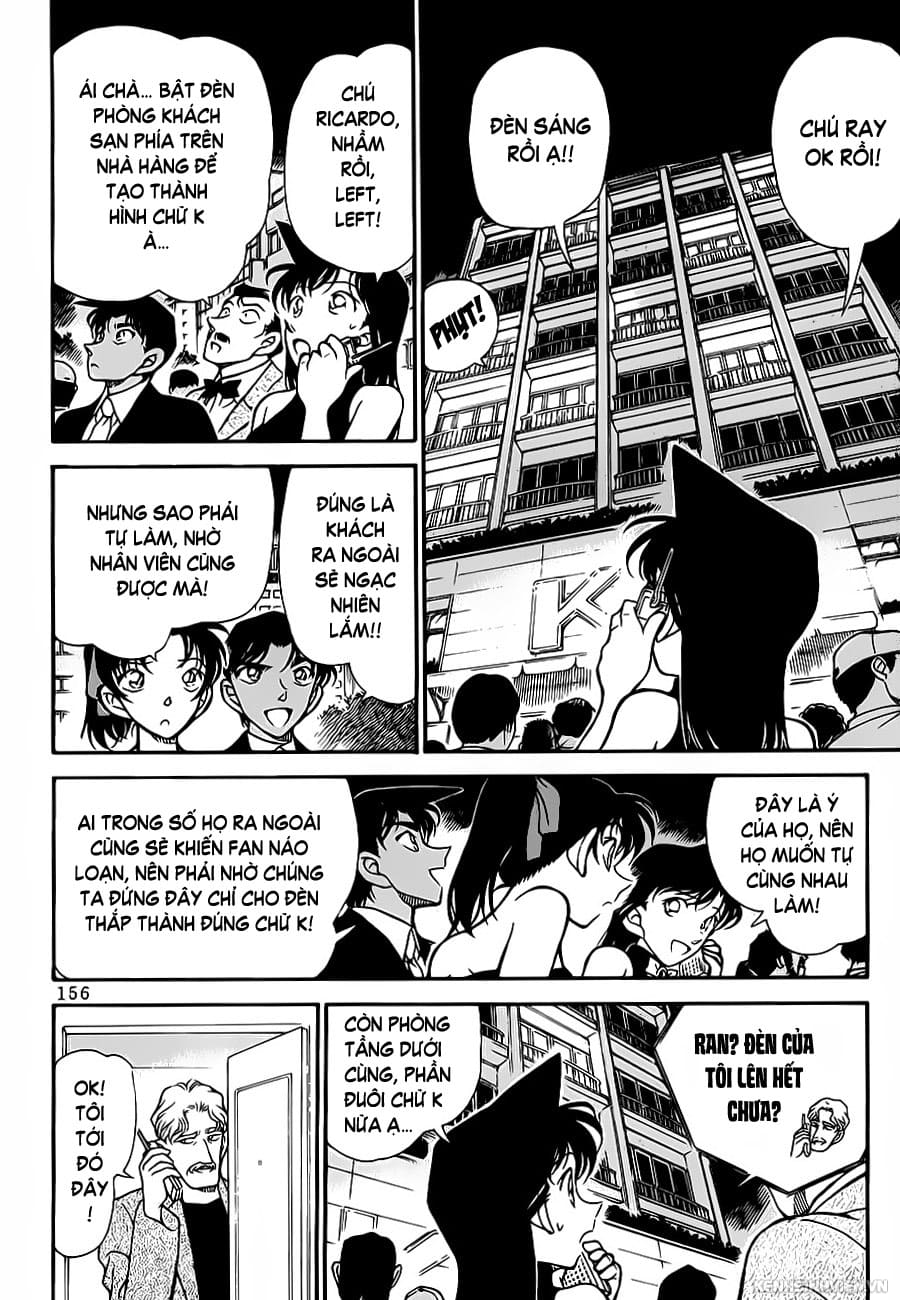 CHÚ RAY
OK RỒI!
ĐÈN SÁNG
RỒI Ạ!!
PHỤT!
K
CHÚ
RICARDO,
NHẦM
RỒI,
LEFT,
LEFT!
ÁI CHÀ... BẬT ĐÈN
PHÒNG KHÁCH
SẠN PHÍA TRÊN
NHÀ HÀNG ĐỂ
TẠO THÀNH
HÌNH CHỮ K
À...
ĐÚNG LÀ
KHÁCH
RA NGOÀI
SẼ NGẠC
NHIÊN
LẮM!!
NHƯNG SAO PHẢI
TỰ LÀM, NHỜ
NHÂN VIÊN CŨNG
ĐƯỢC MÀ!
ĐÂY LÀ Ý
CỦA HỌ, NÊN
HỌ MUỐN TỰ
CÙNG NHAU
LÀM!
AI TRONG SỐ HỌ RA NGOÀI
CŨNG SẼ KHIẾN FAN NÁO
LOẠN, NÊN PHẢI NHỜ CHÚNG
TA ĐỨNG ĐÂY CHỈ CHO ĐÈN
THẮP THÀNH ĐÚNG CHỮ K!
156
RAN? ĐÈN CỦA
TÔI LÊN HẾT
CHƯA?
CÒN PHÒNG
TẦNG DƯỚI
CÙNG, PHẦN
ĐUÔI CHỮ K
NỮA Ạ...
OK!
TÔI
TỚI
ĐÓ
ĐÂY
!